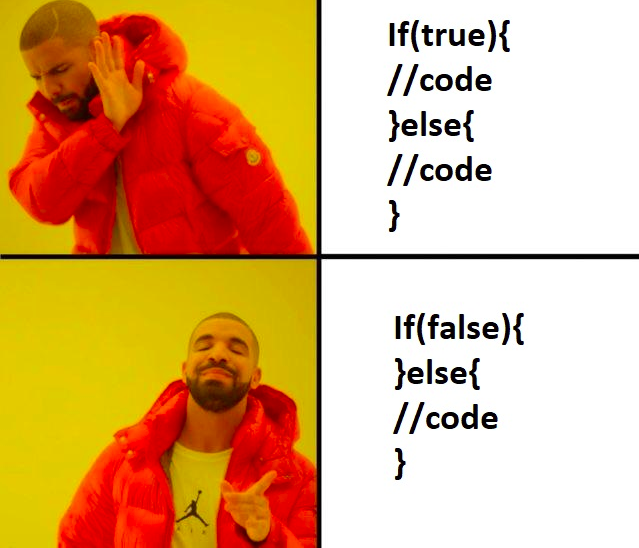 If(true){
//code
}else{
//code
}
If(false){
}else{
//code
}